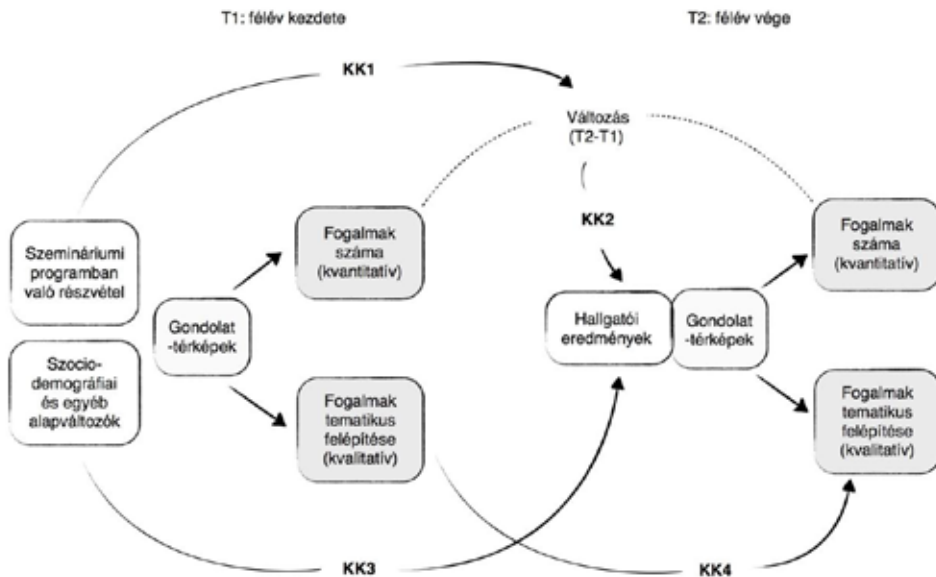 T1: félév kezdete
T2: félév vége
KK1
Változás
(T2-T1)
KK2
Szemináriumi
programban
való részvétel
Szocio-
demográfiai
és egyéb
alapváltozók
Gondolat
-térképek
Fogalmak
száma
(kvantitatív)
Fogalmak
tematikus
felépítése
(kvalitatív)
Hallgatói
eredmények
Gondolat
-térképek
Fogalmak
száma
(kvantitatív)
Fogalmak
tematikus
felépítése
(kvalitatív)
KK3
KK4